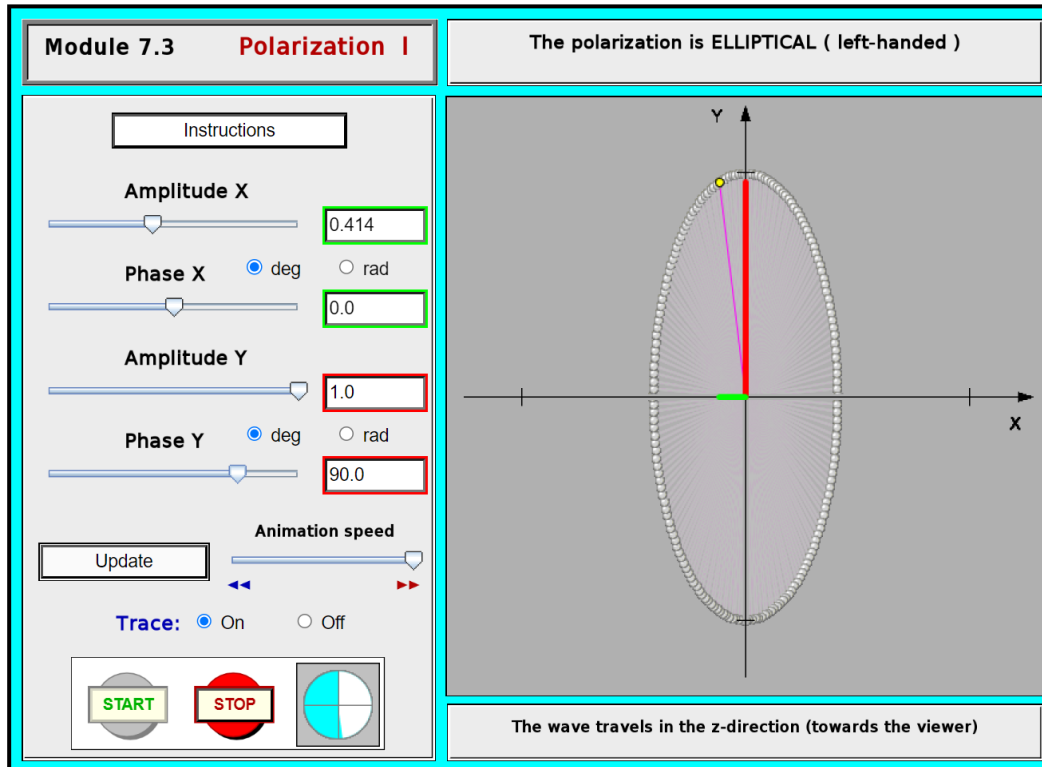 Module 7.3 Polarization I
The polarization is ELLIPTICAL ( left-handed )
Instructions
Amplitude X
0.414
Phase X deg rad
0.0
Amplitude Y
1.0
Phase Y deg rad
90.0
Animation speed
Update
Trace: On Off
START STOP
Y
X
The wave travels in the z-direction (towards the viewer)